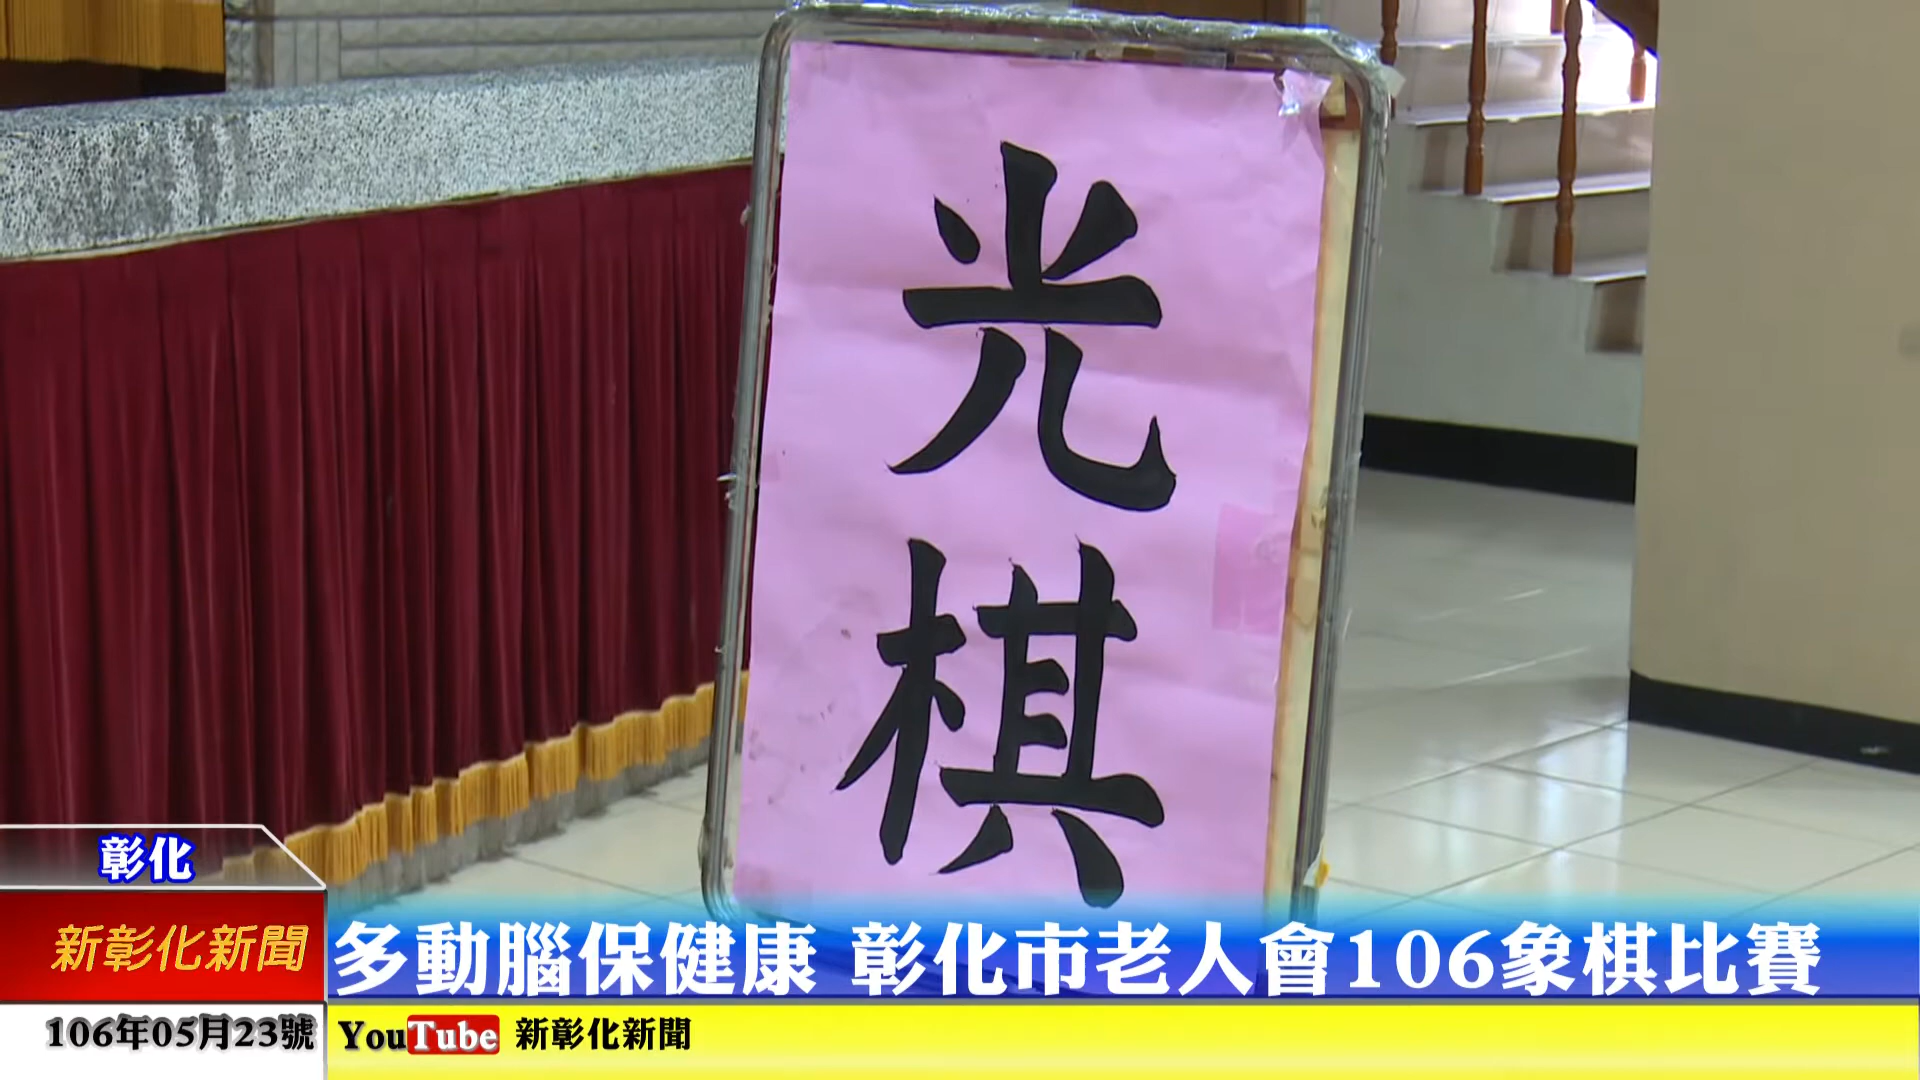 光
棋
彰化
新彰化新聞
多動腦保健康 彰化市老人會106象棋比賽
106年05月23號
YouTube 新彰化新聞